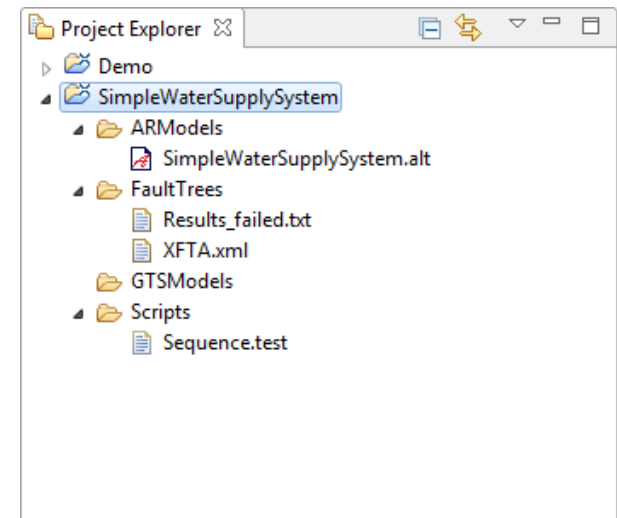 Project Explorer
Demo
SimpleWaterSupplySystem
ARModels
SimpleWaterSupplySystem.alt
FaultTrees
Results_failed.txt
XFTA.xml
GTSModels
Scripts
Sequence.test